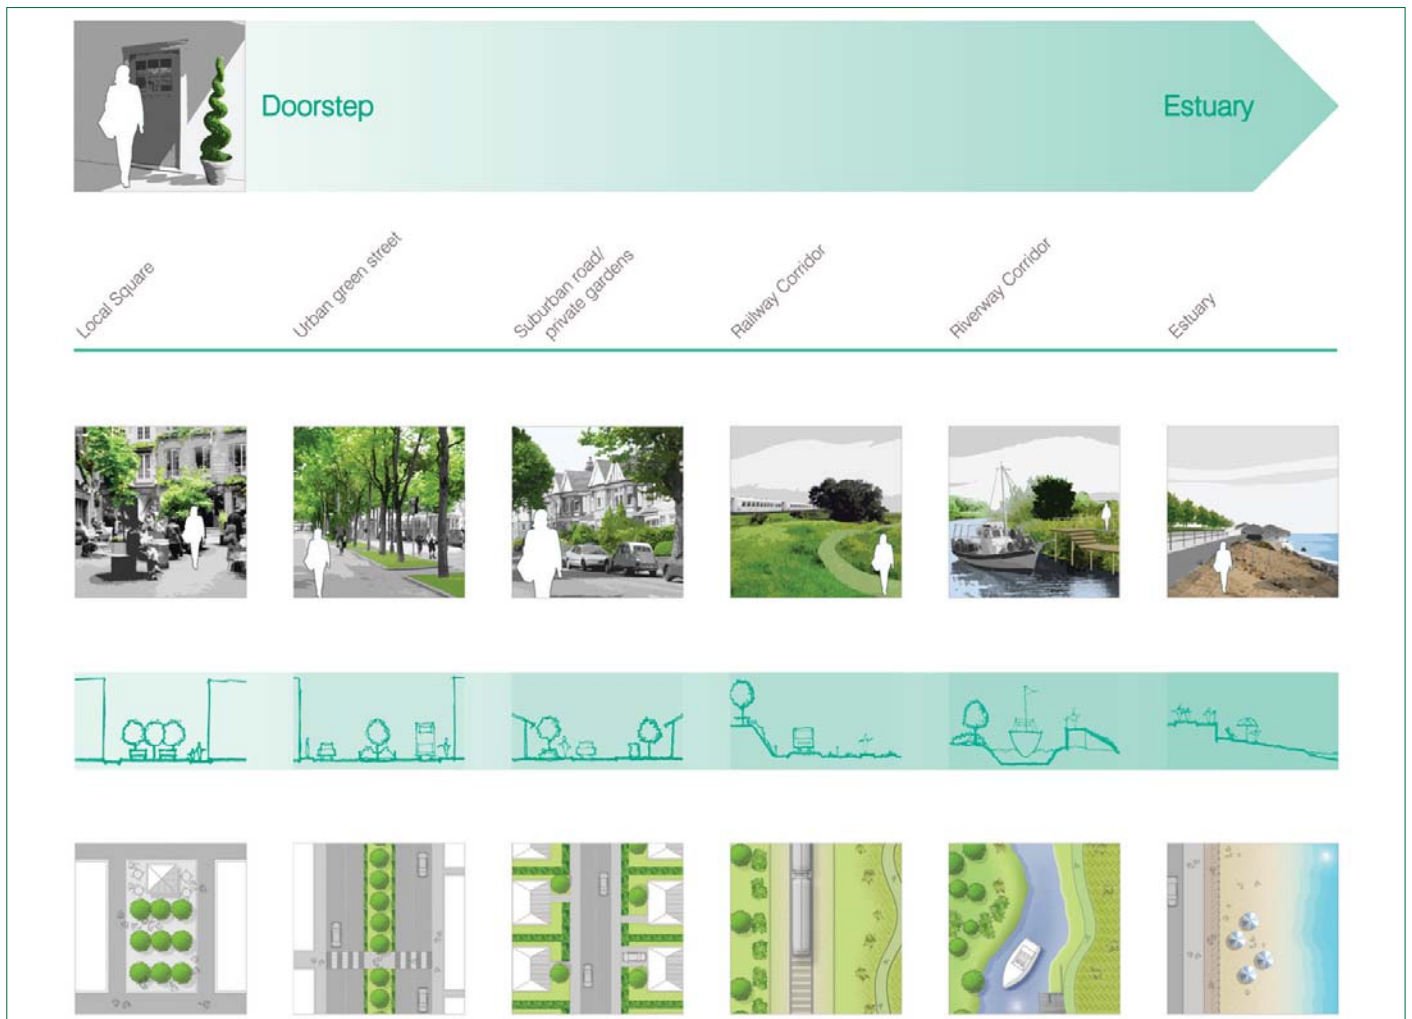 Doorstep
Estuary
Local Square
Urban green street
Suburban road/
private gardens
Railway Corridor
Riverway Corridor
Estuary